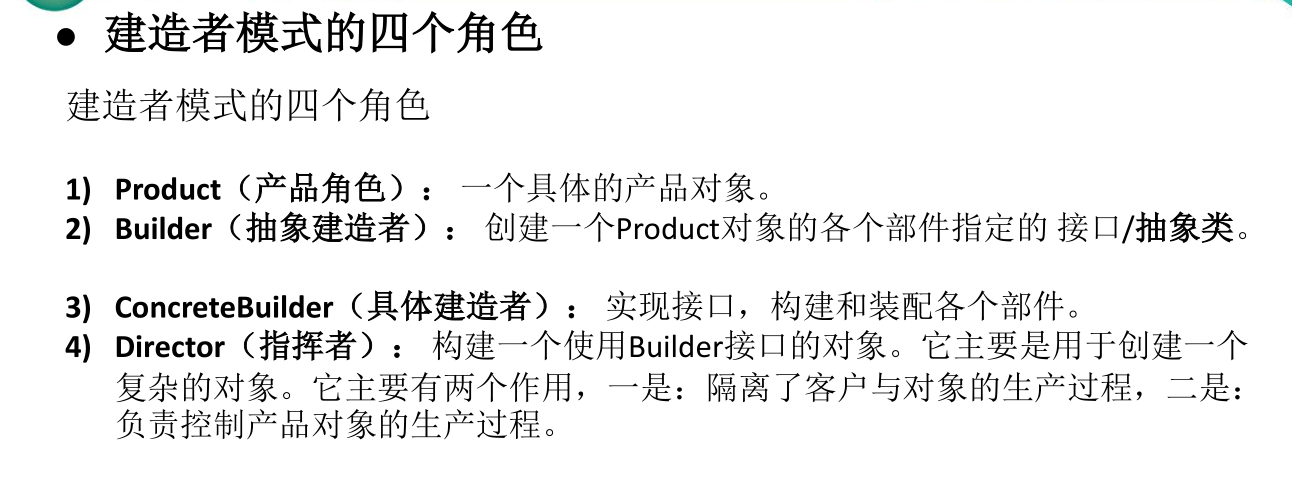 ● 建造者模式的四个角色
建造者模式的四个角色
1) Product（产品角色）： 一个具体的产品对象。
2) Builder（抽象建造者）： 创建一个Product对象的各个部件指定的 接口/抽象类。
3) ConcreteBuilder（具体建造者）： 实现接口，构建和装配各个部件。
4) Director（指挥者）： 构建一个使用Builder接口的对象。它主要是用于创建一个
复杂的对象。它主要有两个作用，一是：隔离了客户与对象的生产过程，二是：
负责控制产品对象的生产过程。